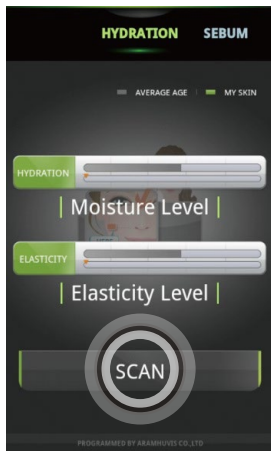 HYDRATION SEBUM
AVERAGE AGE MY SKIN
HYDRATION
| Moisture Level |
ELASTICITY
| Elasticity Level |
SCAN
PROGRAMMED BY ARAMHUVIS CO.,LTD